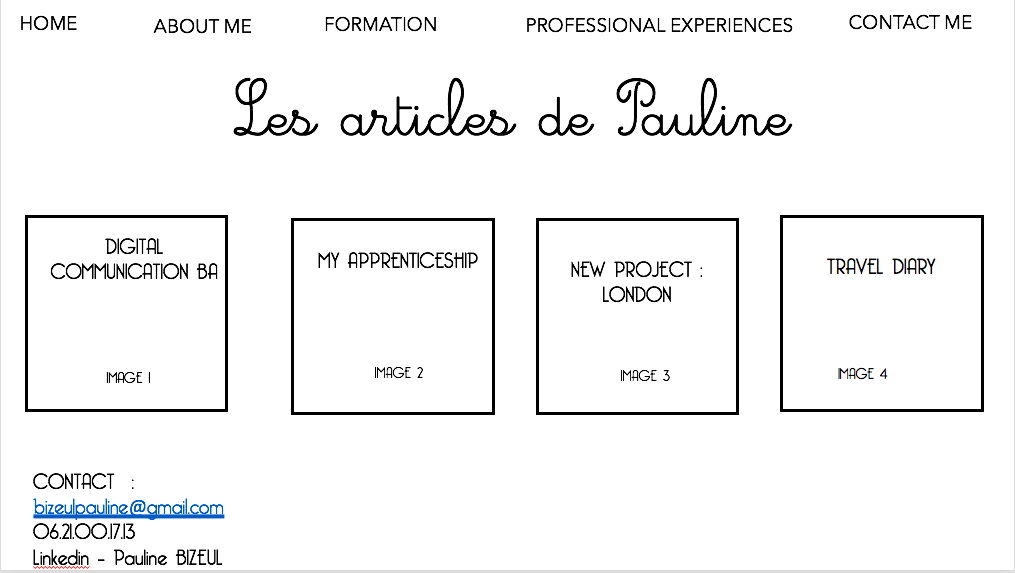 HOME ABOUT ME FORMATION PROFESSIONAL EXPERIENCES CONTACT ME
Les articles de Pauline
DIGITAL
COMMUNICATION BA
IMAGE 1
MY APPRENTICESHIP
IMAGE 2
NEW PROJECT :
LONDON
IMAGE 3
TRAVEL DIARY
IMAGE 4
CONTACT :
bizeulpauline@gmail.com
06.21.00.17.13
Linkedin - Pauline BIZEUL